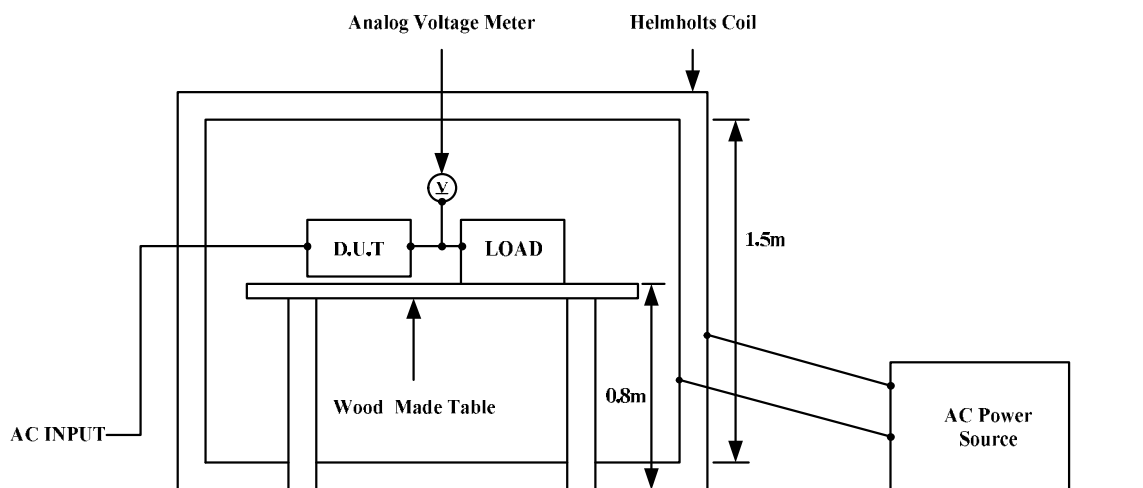 Analog Voltage Meter
Helmholts Coil
V
D.U.T
LOAD
1.5m
Wood Made Table
0.8m
AC INPUT
AC Power
Source